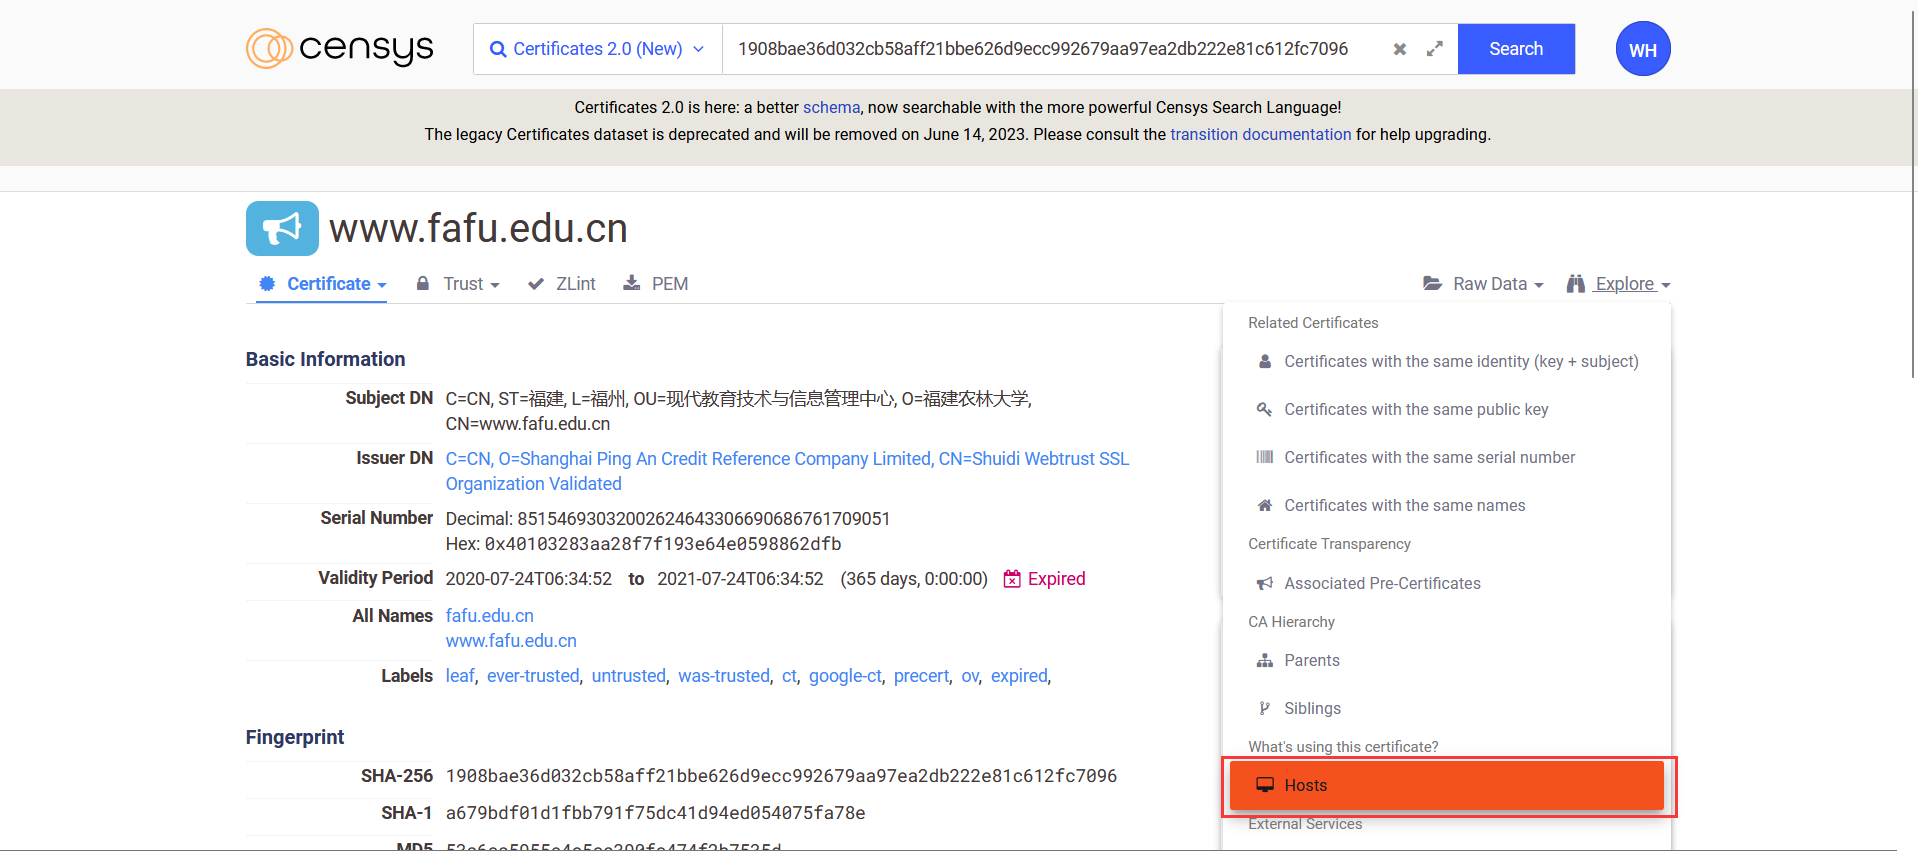 censys
Certificates 2.0 (New)
1908bae36d032cb58aff21bbe626d9ecc992679aa97ea2db222e81c612fc7096
Search
WH
Certificates 2.0 is here: a better schema, now searchable with the more powerful Censys Search Language!
The legacy Certificates dataset is deprecated and will be removed on June 14, 2023. Please consult the transition documentation for help upgrading.
www.fafu.edu.cn
Certificate Trust ZLint PEM
Raw Data Explore
Basic Information
Subject DN C=CN, ST=福建, L=福州, OU=现代教育技术与信息管理中心, O=福建农林大学,
CN=www.fafu.edu.cn
Issuer DN C=CN, O=Shanghai Ping An Credit Reference Company Limited, CN=Shuidi Webtrust SSL
Organization Validated
Serial Number Decimal: 85154693032002624643306690686761709051
Hex: 0x40103283aa28f7f193e64e0598862dfb
Validity Period 2020-07-24T06:34:52 to 2021-07-24T06:34:52 (365 days, 0:00:00) Expired
All Names fafu.edu.cn
www.fafu.edu.cn
Labels leaf, ever-trusted, untrusted, was-trusted, ct, google-ct, precert, ov, expired,
Fingerprint
SHA-256 1908bae36d032cb58aff21bbe626d9ecc992679aa97ea2db222e81c612fc7096
SHA-1 a679bdf01d1fbb791f75dc41d94ed054075fa78e
MD5
Related Certificates
Certificates with the same identity (key + subject)
Certificates with the same public key
Certificates with the same serial number
Certificates with the same names
Certificate Transparency
Associated Pre-Certificates
CA Hierarchy
Parents
Siblings
What's using this certificate?
Hosts
External Services